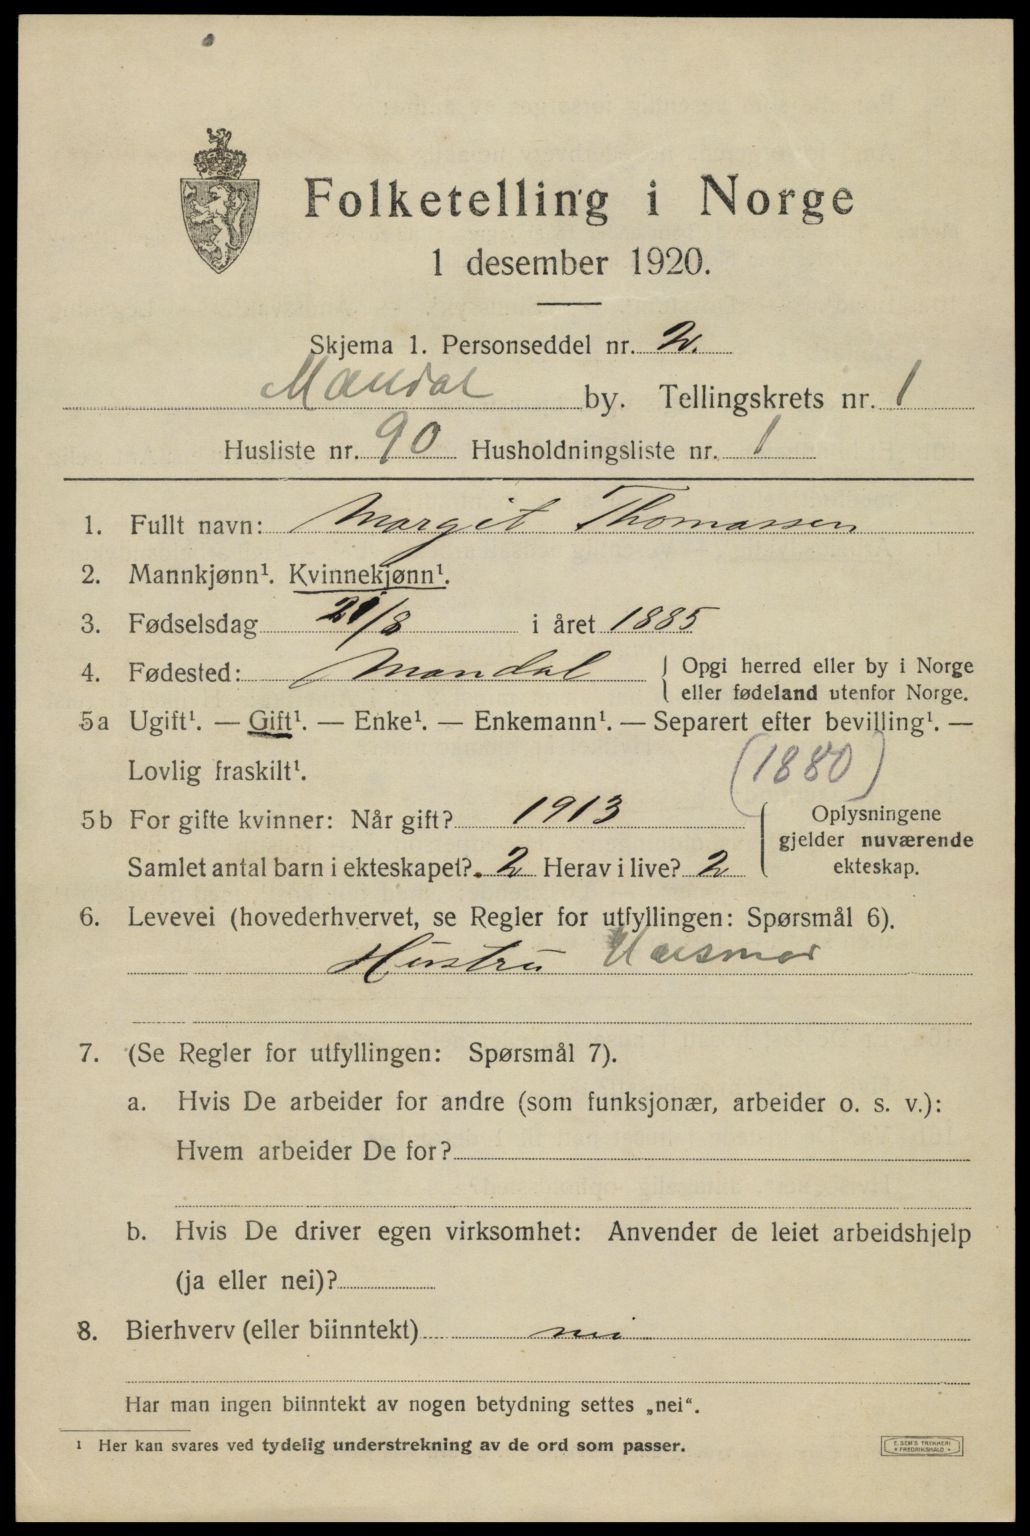 Folketelling i Norge
1 desember 1920.
Skjema 1. Personseddel nr. 2.
Mandal by. Tellingskrets nr. 1
Husliste nr. 90 Husholdningsliste nr. 1
1. Fullt navn: Margit Thomassen
2. Mannkjønn¹. Kvinnekjønn¹.
3. Fødselsdag 21/8 i året 1885
4. Fødested: Mandal Opgi herred eller by i Norge
eller fødeland utenfor Norge.
5a Ugift¹. — Gift¹. — Enke¹. — Enkemann¹. — Separert efter bevilling¹. —
Lovlig fraskilt¹. (1880)
5b For gifte kvinner: Når gift? 1913
Samlet antal barn i ekteskapet? 2 Herav i live? 2
Oplysningene
gjelder nuværende
ekteskap.
6. Levevei (hovederhvervet, se Regler for utfyllingen: Spørsmål 6).
Hustru Husmor
7. (Se Regler for utfyllingen: Spørsmål 7).
a. Hvis De arbeider for andre (som funksjonær, arbeider o. s. v.):
Hvem arbeider De for?
b. Hvis De driver egen virksomhet: Anvender de leiet arbeidshjelp
(ja eller nei)?
8. Bierhverv (eller biinntekt) nei
Har man ingen biinntekt av nogen betydning settes „nei".
¹ Her kan svares ved tydelig understrekning av de ord som passer.
E. SEM'S TRYKKERI
FREDRIKSHALD